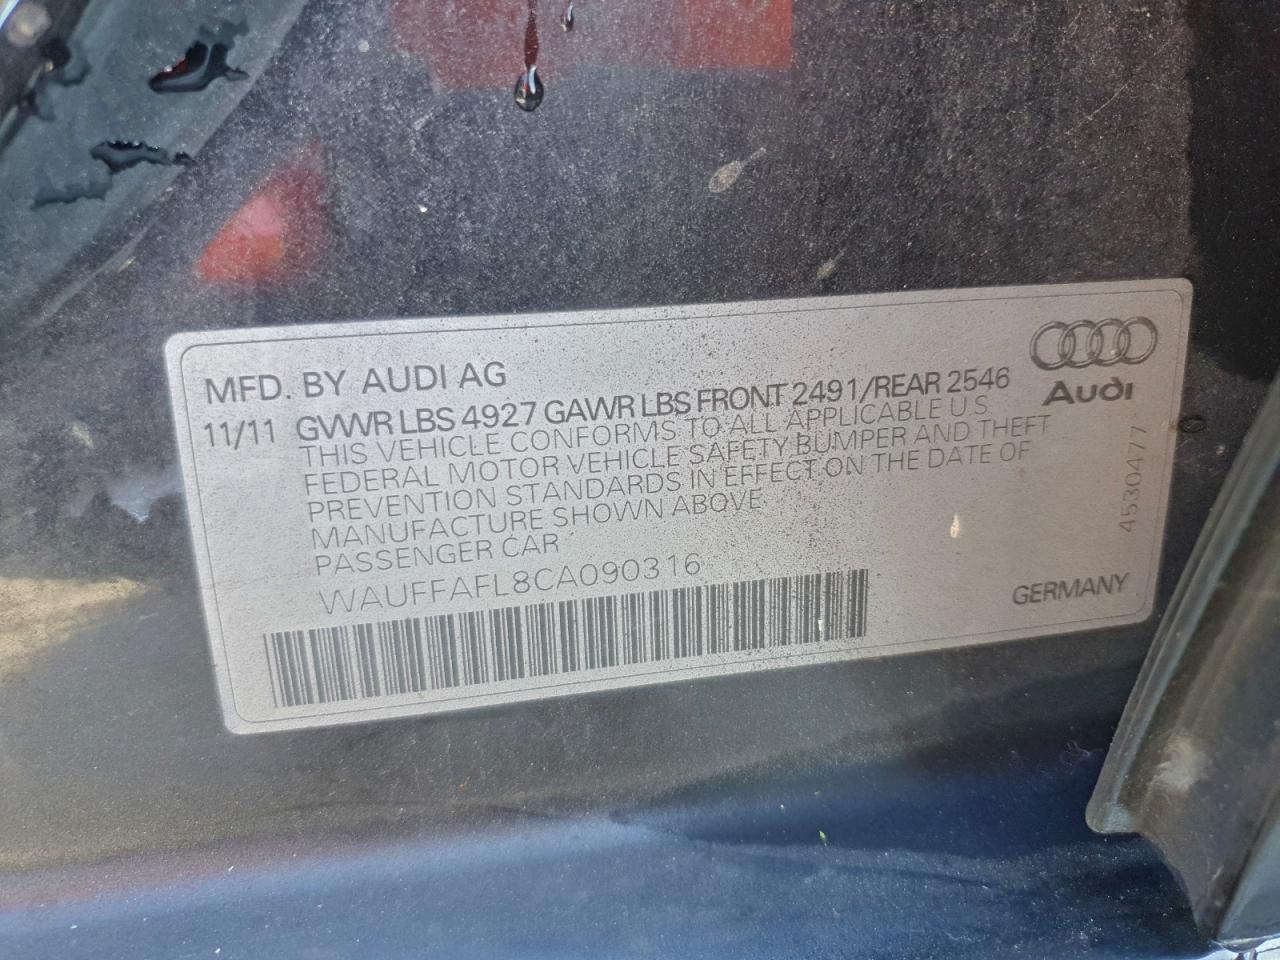 MFD. BY AUDI AG
Audi
11/11 GVWR LBS 4927 GAWR LBS FRONT 2491/REAR 2546
THIS VEHICLE CONFORMS TO ALL APPLICABLE U.S
FEDERAL MOTOR VEHICLE SAFETY BUMPER AND THEFT
PREVENTION STANDARDS IN EFFECT ON THE DATE OF
MANUFACTURE SHOWN ABOVE
PASSENGER CAR
WAUFFAFL8CA090316
GERMANY
4530477